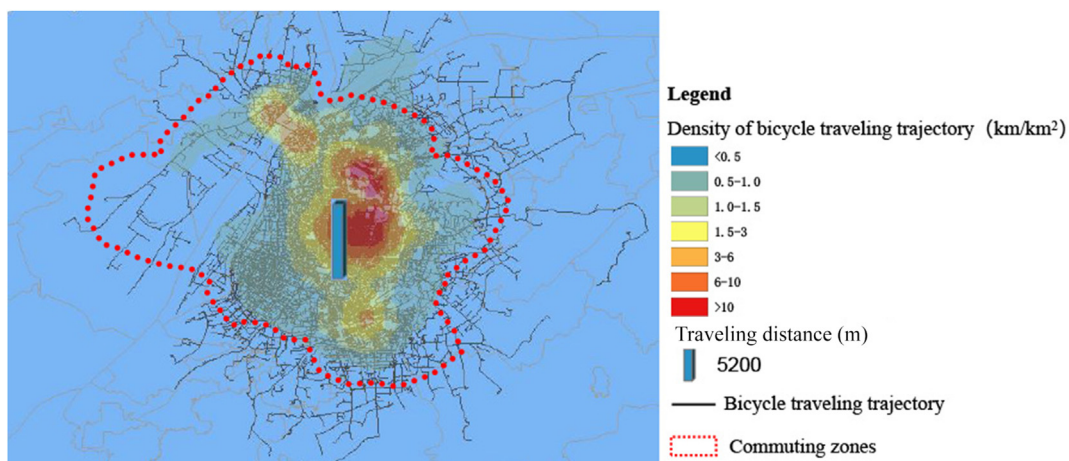 Legend
Density of bicycle traveling trajectory（km/km²）
<0.5
0.5-1.0
1.0-1.5
1.5-3
3-6
6-10
>10
Traveling distance (m)
5200
Bicycle traveling trajectory
Commuting zones